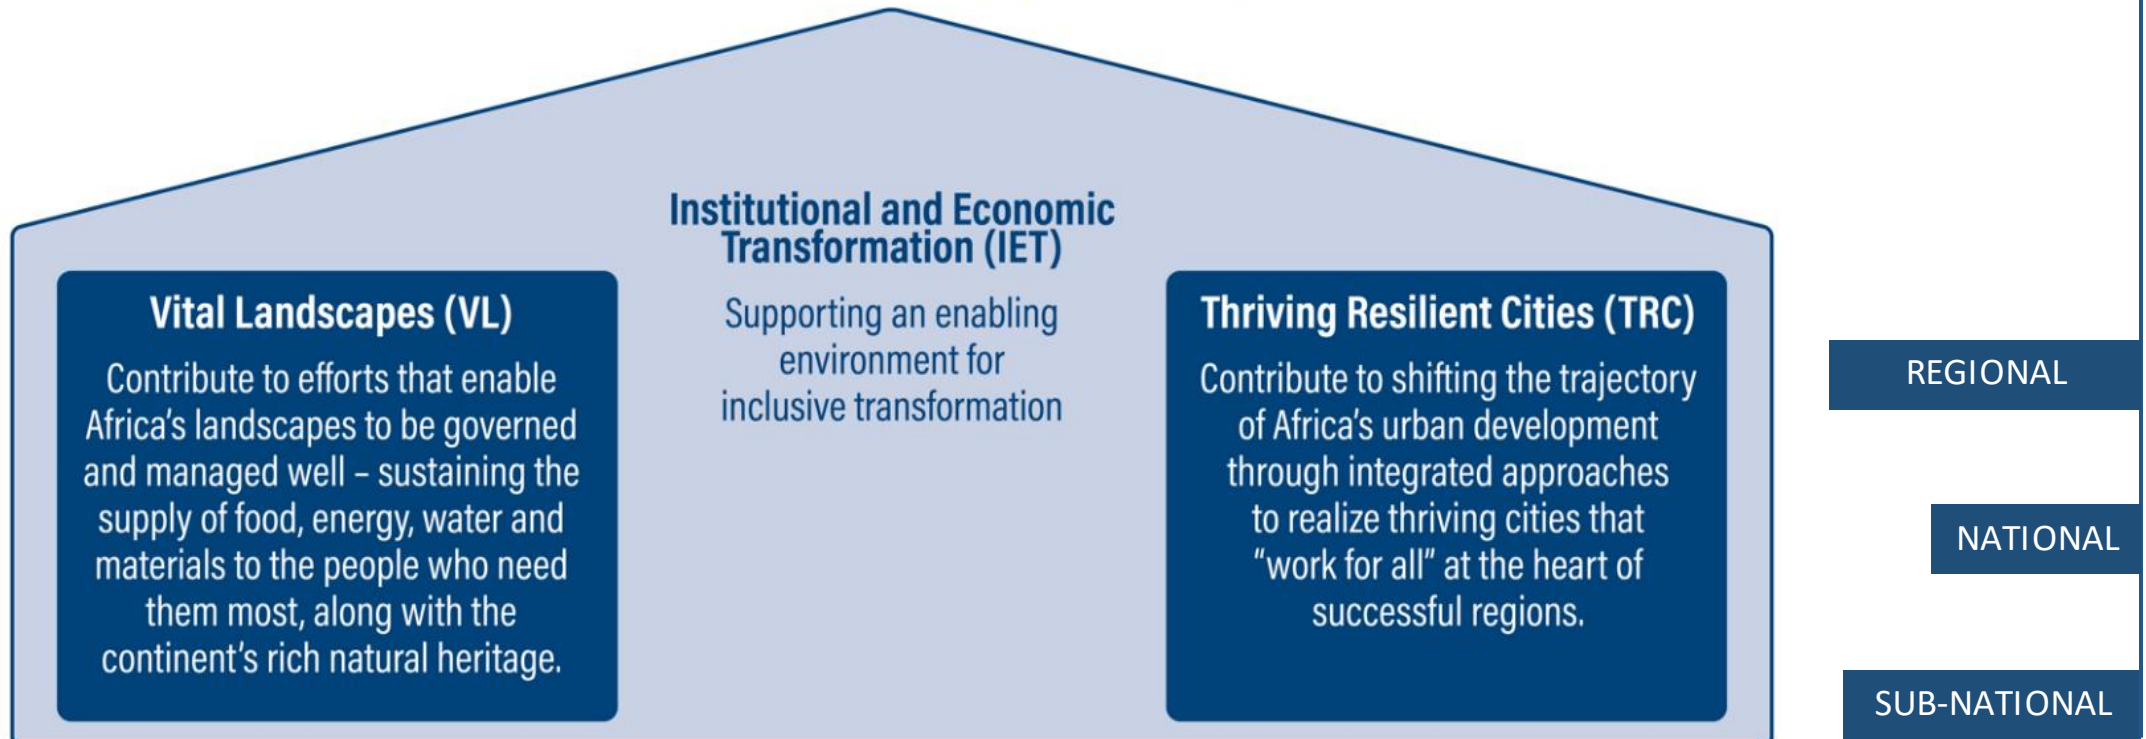 Institutional and Economic
Transformation (IET)
Supporting an enabling
environment for
inclusive transformation
Vital Landscapes (VL)
Contribute to efforts that enable
Africa's landscapes to be governed
and managed well – sustaining the
supply of food, energy, water and
materials to the people who need
them most, along with the
continent's rich natural heritage.
Thriving Resilient Cities (TRC)
Contribute to shifting the trajectory
of Africa's urban development
through integrated approaches
to realize thriving cities that
"work for all" at the heart of
successful regions.
REGIONAL
NATIONAL
SUB-NATIONAL